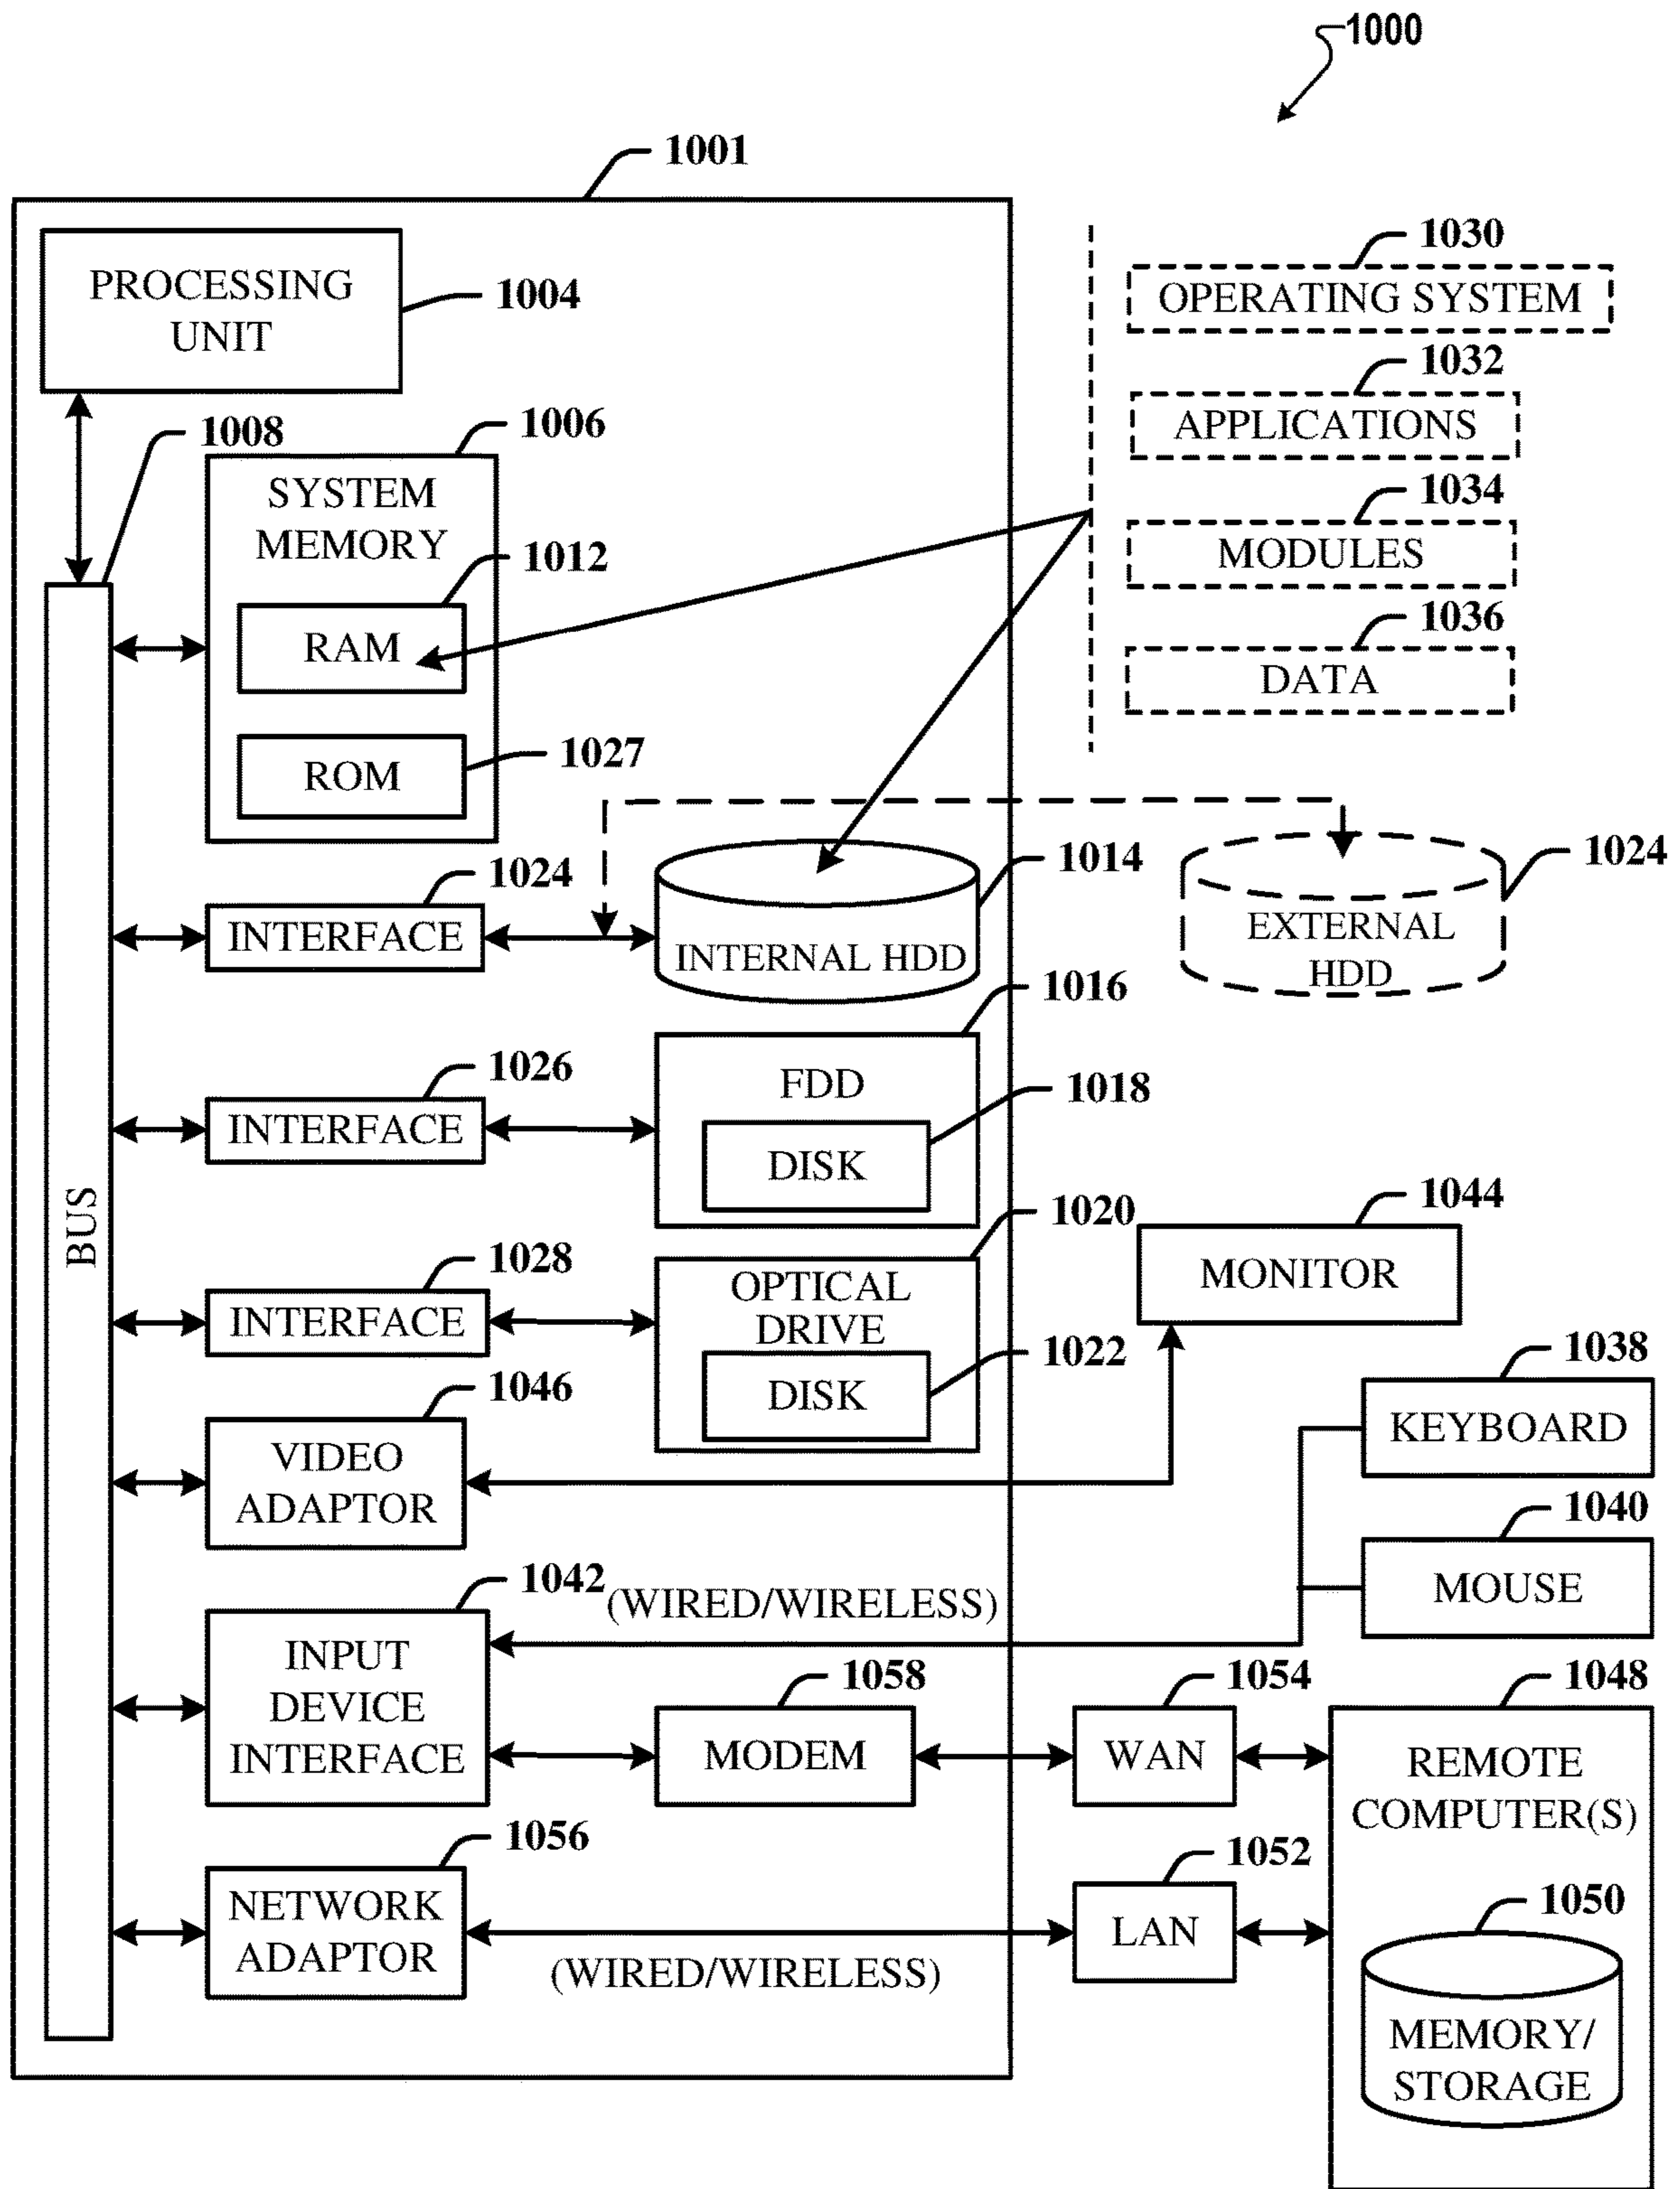 1000
1001
PROCESSING
UNIT
1004
1008
1006
SYSTEM
MEMORY
1012
RAM
ROM
1027
1030
OPERATING SYSTEM
1032
APPLICATIONS
1034
MODULES
1036
DATA
BUS
1024
INTERFACE
1014
INTERNAL HDD
1024
EXTERNAL
HDD
1026
INTERFACE
1016
FDD
1018
DISK
1028
INTERFACE
1020
OPTICAL
DRIVE
1022
DISK
1044
MONITOR
1046
VIDEO
ADAPTOR
1038
KEYBOARD
1040
MOUSE
1042
(WIRED/WIRELESS)
INPUT
DEVICE
INTERFACE
1058
MODEM
1054
WAN
1048
REMOTE
COMPUTER(S)
1056
NETWORK
ADAPTOR
(WIRED/WIRELESS)
1052
LAN
1050
MEMORY/
STORAGE